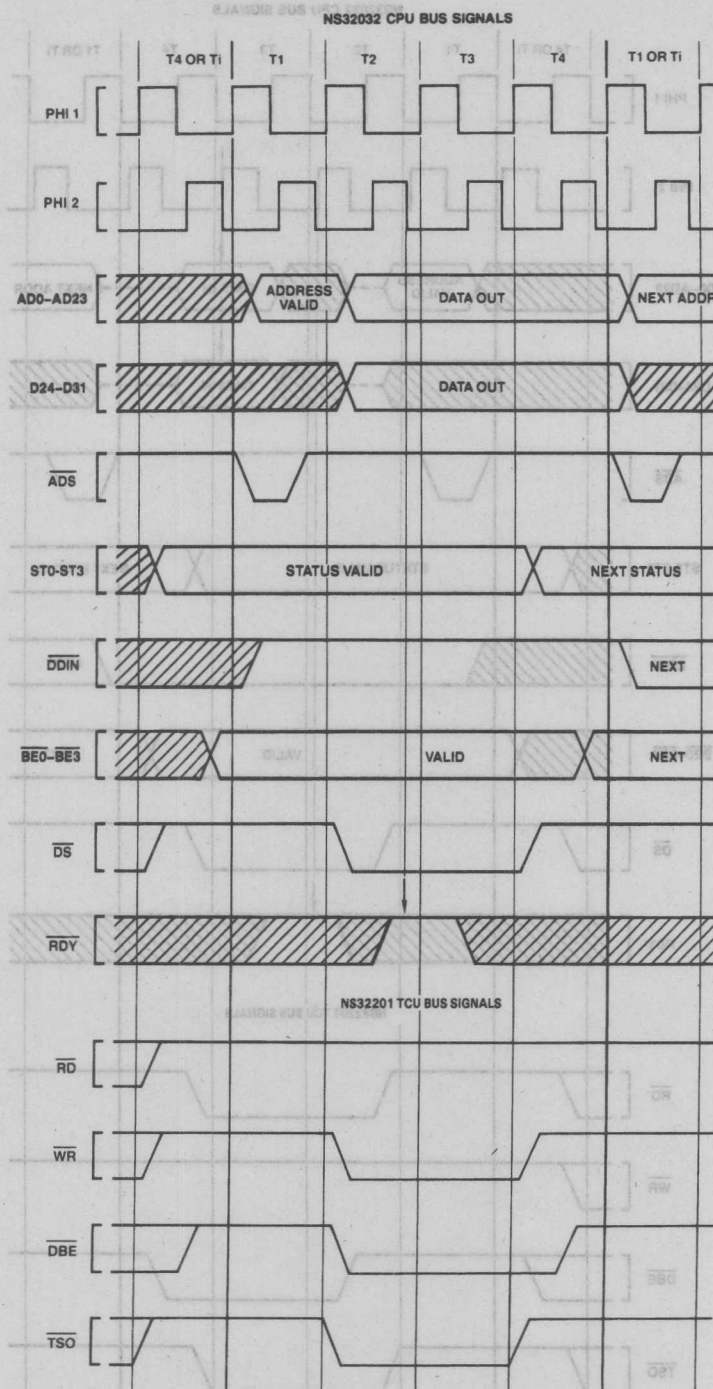 NS32032 CPU BUS SIGNALS
T4 OR Ti T1 T2 T3 T4 T1 OR Ti
PHI 1
PHI 2
AD0–AD23 ADDRESS VALID DATA OUT NEXT ADDR
D24–D31 DATA OUT
ADS
ST0-ST3 STATUS VALID NEXT STATUS
DDIN NEXT
BE0–BE3 VALID NEXT
DS
RDY
NS32201 TCU BUS SIGNALS
RD
WR
DBE
TSO